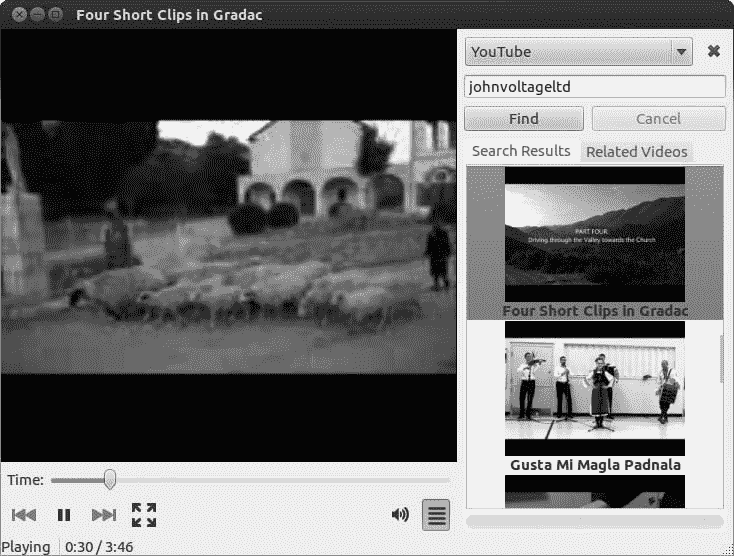 Four Short Clips in Gradac
YouTube
johnvoltageltd
Find
Cancel
Search Results
Related Videos
PART FOUR
Driving through the Valley towards the Church
Four Short Clips in Gradac
Gusta Mi Magla Padnala
Time:
Playing
0:30 / 3:46